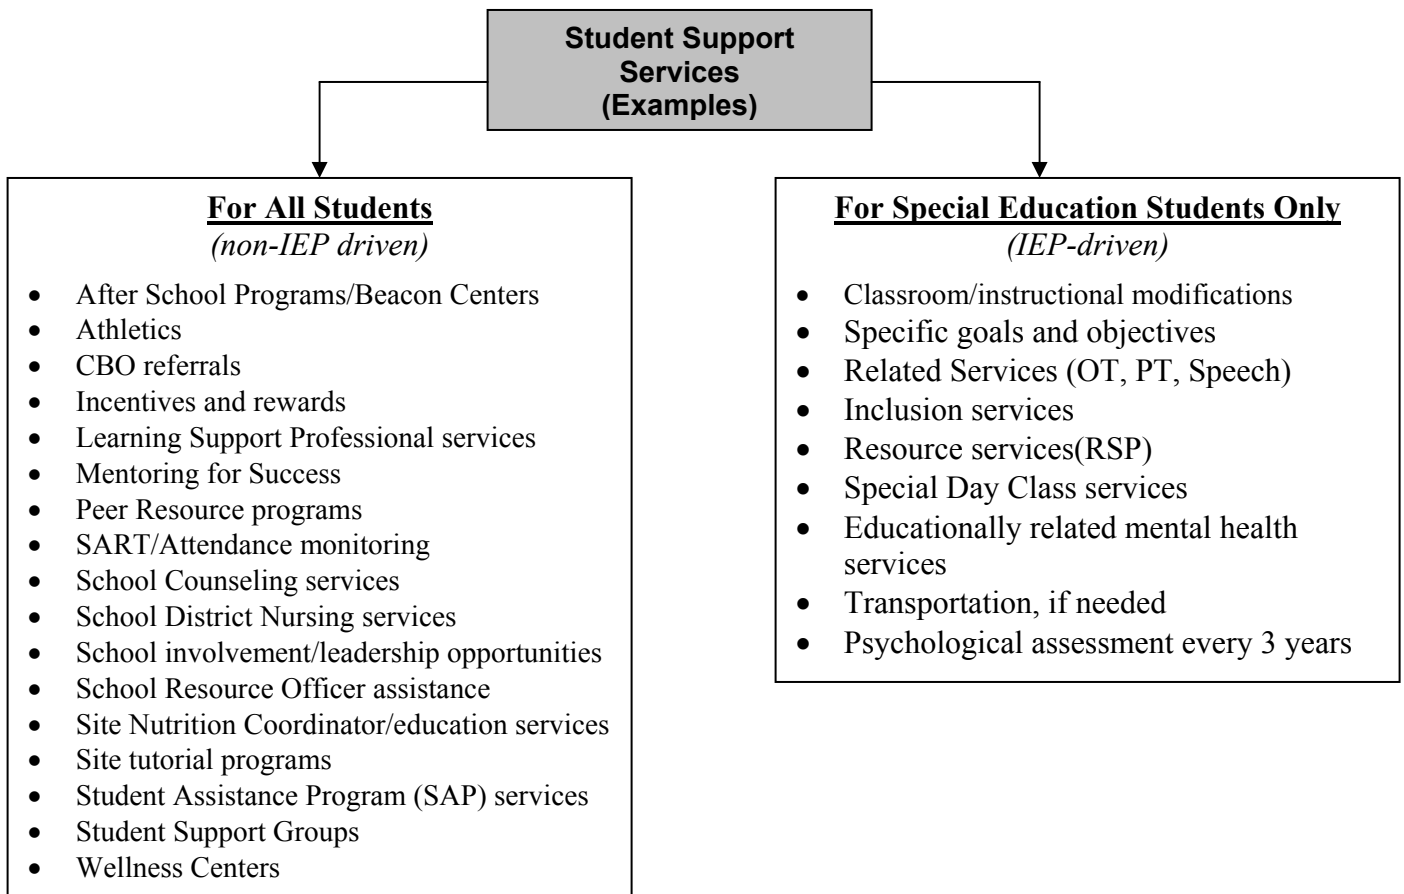 Student Support
Services
(Examples)
For All Students
(non-IEP driven)
• After School Programs/Beacon Centers
• Athletics
• CBO referrals
• Incentives and rewards
• Learning Support Professional services
• Mentoring for Success
• Peer Resource programs
• SART/Attendance monitoring
• School Counseling services
• School District Nursing services
• School involvement/leadership opportunities
• School Resource Officer assistance
• Site Nutrition Coordinator/education services
• Site tutorial programs
• Student Assistance Program (SAP) services
• Student Support Groups
• Wellness Centers
For Special Education Students Only
(IEP-driven)
• Classroom/instructional modifications
• Specific goals and objectives
• Related Services (OT, PT, Speech)
• Inclusion services
• Resource services(RSP)
• Special Day Class services
• Educationally related mental health
services
• Transportation, if needed
• Psychological assessment every 3 years